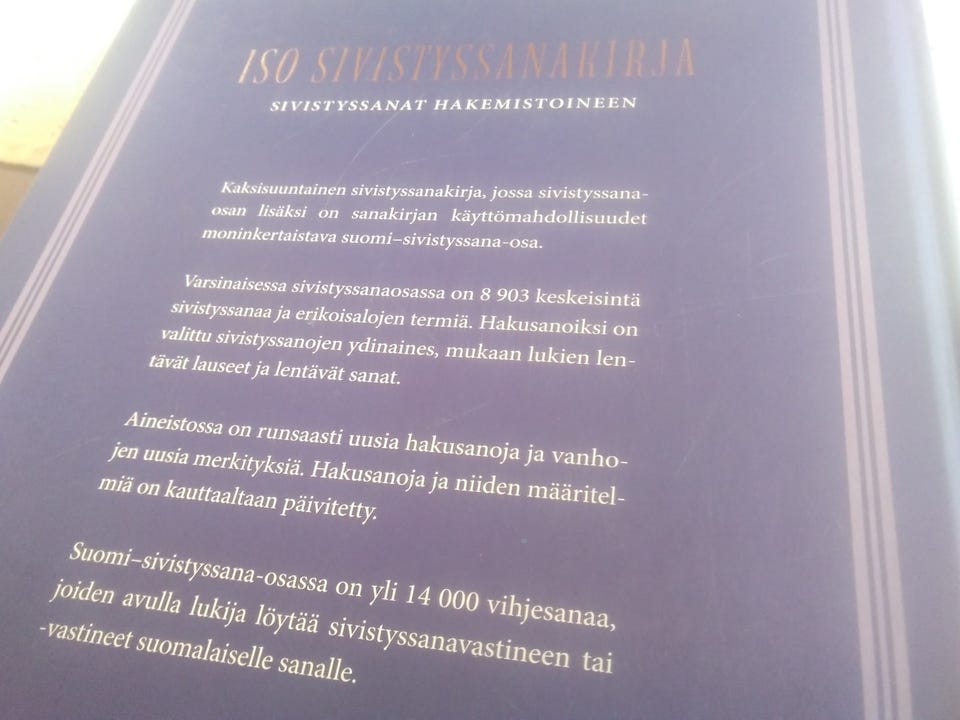 ISO SIVISTYSSANAKIRJA
SIVISTYSSANAT HAKEMISTOINEEN
Kaksisuuntainen sivistyssanakirja, jossa sivistyssana-
osan lisäksi on sanakirjan käyttömahdollisuudet
moninkertaistava suomi–sivistyssana-osa.
Varsinaisessa sivistyssanaosassa on 8 903 keskeisintä
sivistyssanaa ja erikoisalojen termiä. Hakusanoiksi on
valittu sivistyssanojen ydinaines, mukaan lukien len-
tävät lauseet ja lentävät sanat.
Aineistossa on runsaasti uusia hakusanoja ja vanho-
jen uusia merkityksiä. Hakusanoja ja niiden määritel-
miä on kauttaaltaan päivitetty.
Suomi–sivistyssana-osassa on yli 14 000 vihjesanaa,
joiden avulla lukija löytää sivistyssanavastineen tai
-vastineet suomalaiselle sanalle.